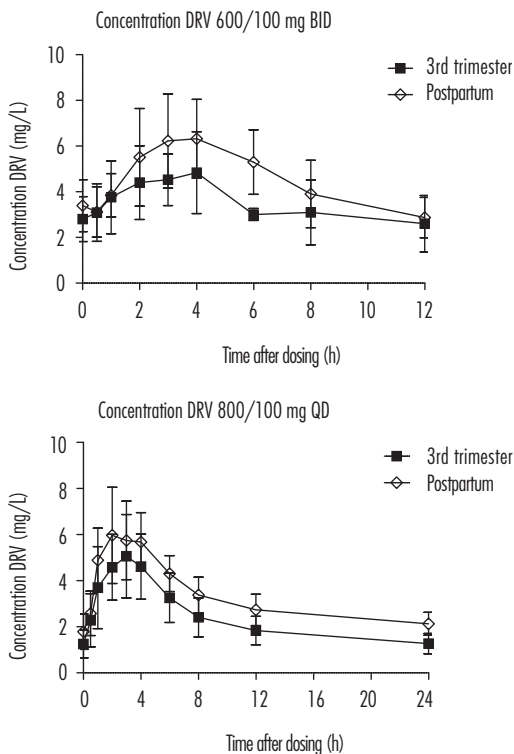 Concentration DRV 600/100 mg BID
3rd trimester
Postpartum
Concentration DRV (mg/L)
10
8
6
4
2
0
0 2 4 6 8 10 12
Time after dosing (h)
Concentration DRV 800/100 mg QD
3rd trimester
Postpartum
Concentration DRV (mg/L)
10
8
6
4
2
0
0 4 8 12 16 20 24
Time after dosing (h)